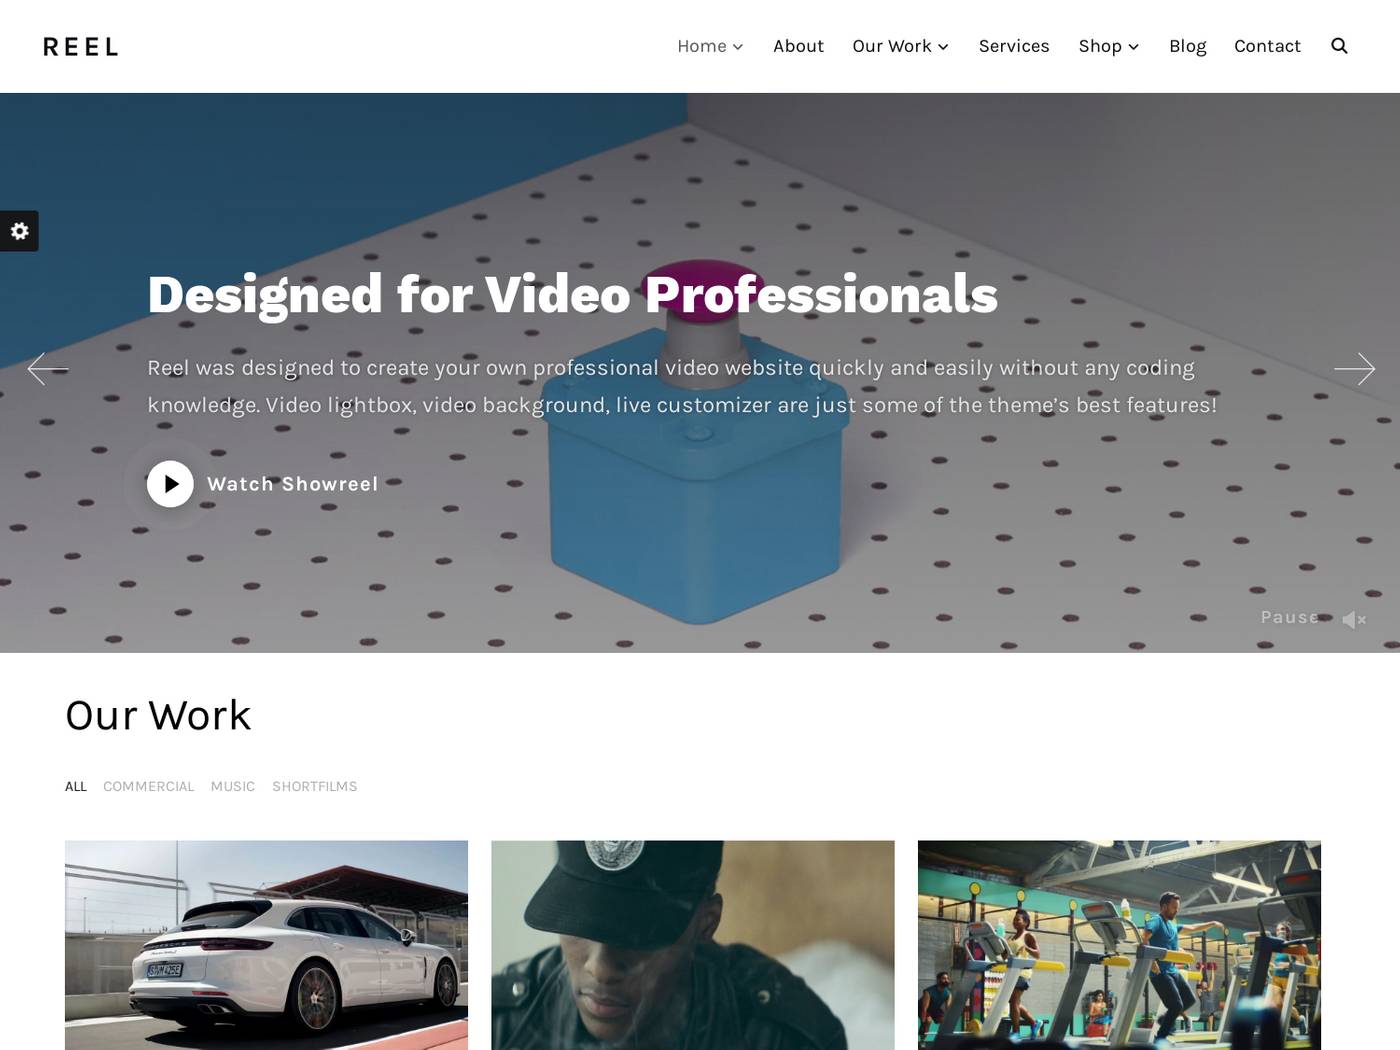 REEL
Home About Our Work Services Shop Blog Contact
Designed for Video Professionals
Reel was designed to create your own professional video website quickly and easily without any coding
knowledge. Video lightbox, video background, live customizer are just some of the theme’s best features!
Watch Showreel
Pause
Our Work
ALL COMMERCIAL MUSIC SHORTFILMS